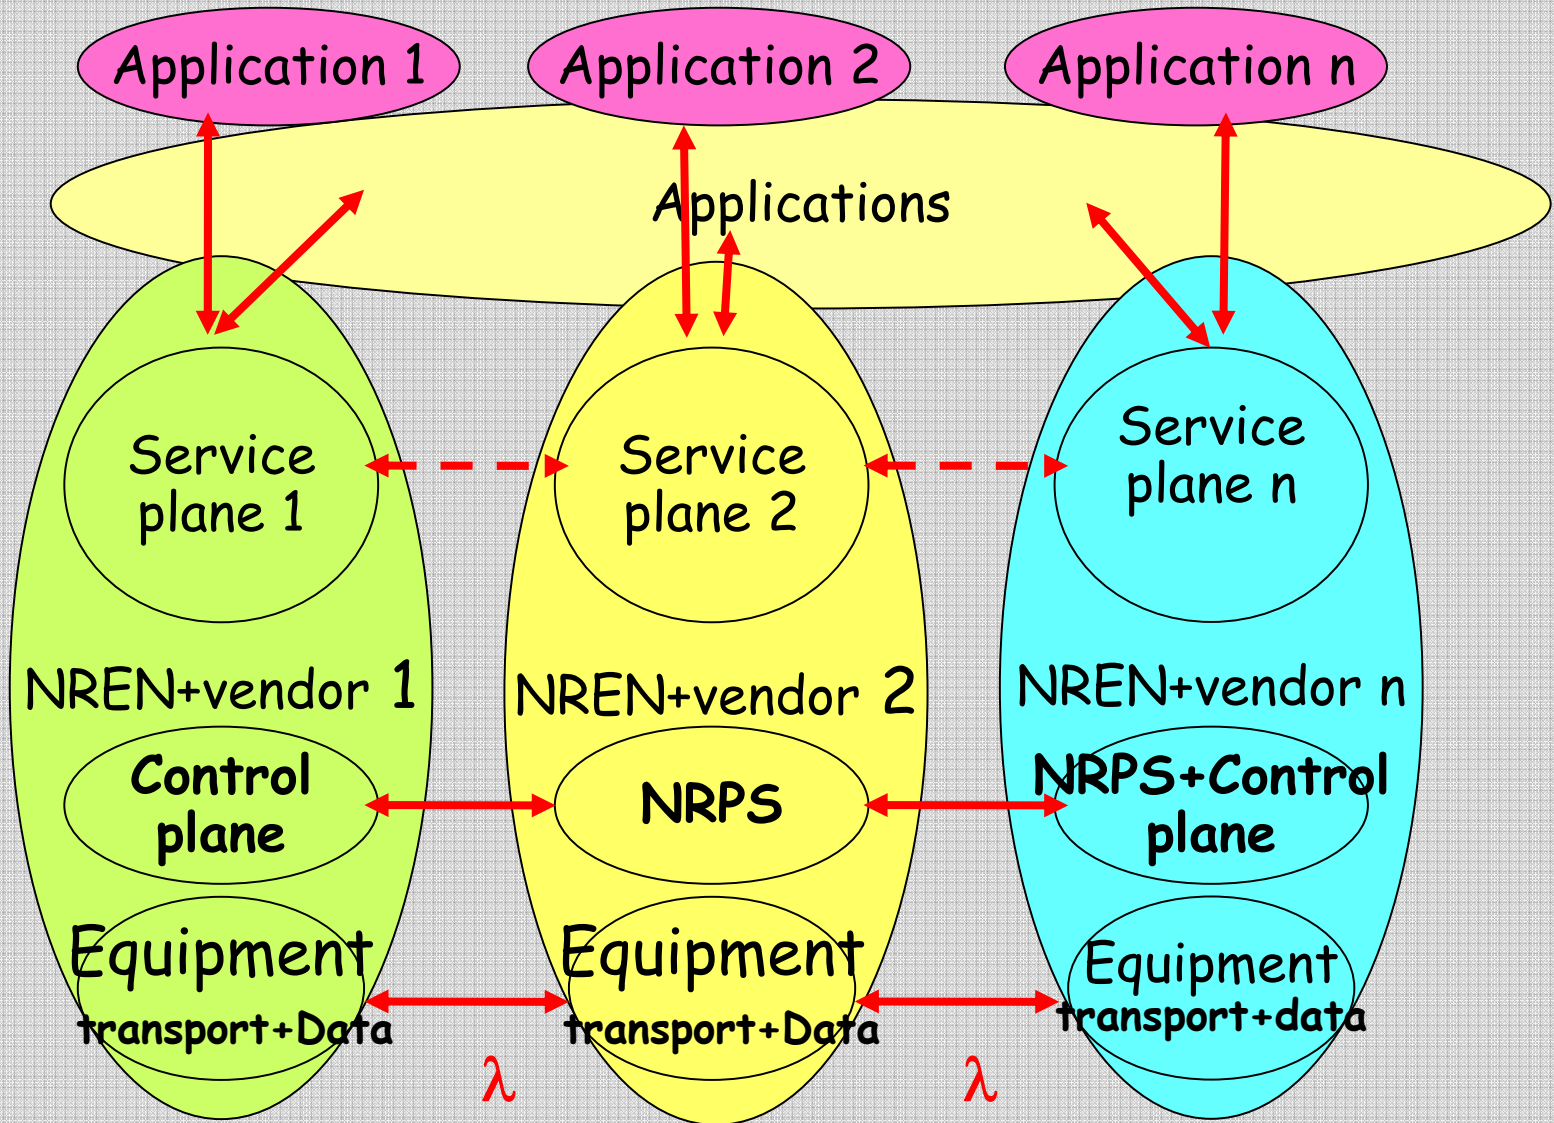 Application 1
Application 2
Application n
Applications
Service
plane 1
Service
plane 2
Service
plane n
NREN+vendor 1
NREN+vendor 2
NREN+vendor n
Control
plane
NRPS
NRPS+Control
plane
Equipment
transport+Data
Equipment
transport+Data
Equipment
transport+data
λ
λ